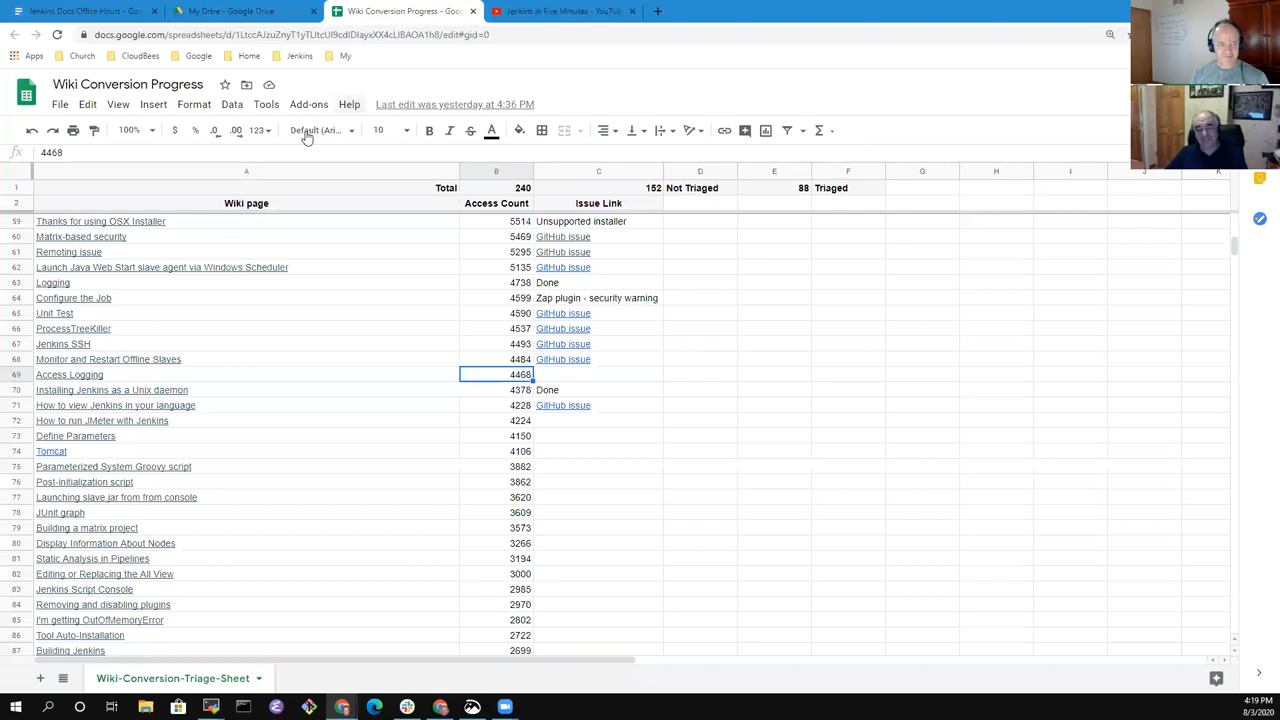 Jenkins Docs Office Hours - G
My Drive - Google Drive
Wiki Conversion Progress - Goog
Jenkins in Five Minutes - YouTu
Apps
Church
CloudBees
Google
Home
Jenkins
My
Wiki Conversion Progress
File Edit View Insert Format Data Tools Add-ons Help Last edit was yesterday at 4:36 PM
100% $ % .0 .00 123 Default (Ari... 10 B I S A
fx 4468
A B C D E F G H I J K
1 Total 240 152 Not Triaged 88 Triaged
2 Wiki page Access Count Issue Link
59 Thanks for using OSX Installer 5514 Unsupported installer
60 Matrix-based security 5469 GitHub issue
61 Remoting issue 5295 GitHub issue
62 Launch Java Web Start slave agent via Windows Scheduler 5135 GitHub issue
63 Logging 4738 Done
64 Configure the Job 4599 Zap plugin - security warning
65 Unit Test 4590 GitHub issue
66 ProcessTreeKiller 4537 GitHub issue
67 Jenkins SSH 4493 GitHub issue
68 Monitor and Restart Offline Slaves 4484 GitHub issue
69 Access Logging 4468
70 Installing Jenkins as a Unix daemon 4378 Done
71 How to view Jenkins in your language 4228 GitHub issue
72 How to run JMeter with Jenkins 4224
73 Define Parameters 4150
74 Tomcat 4106
75 Parameterized System Groovy script 3882
76 Post-initialization script 3862
77 Launching slave.jar from from console 3620
78 JUnit graph 3609
79 Building a matrix project 3573
80 Display Information About Nodes 3266
81 Static Analysis in Pipelines 3194
82 Editing or Replacing the All View 3000
83 Jenkins Script Console 2985
84 Removing and disabling plugins 2970
85 I'm getting OutOfMemoryError 2802
86 Tool Auto-Installation 2722
87 Building Jenkins 2699
Wiki-Conversion-Triage-Sheet
4:19 PM
8/3/2020